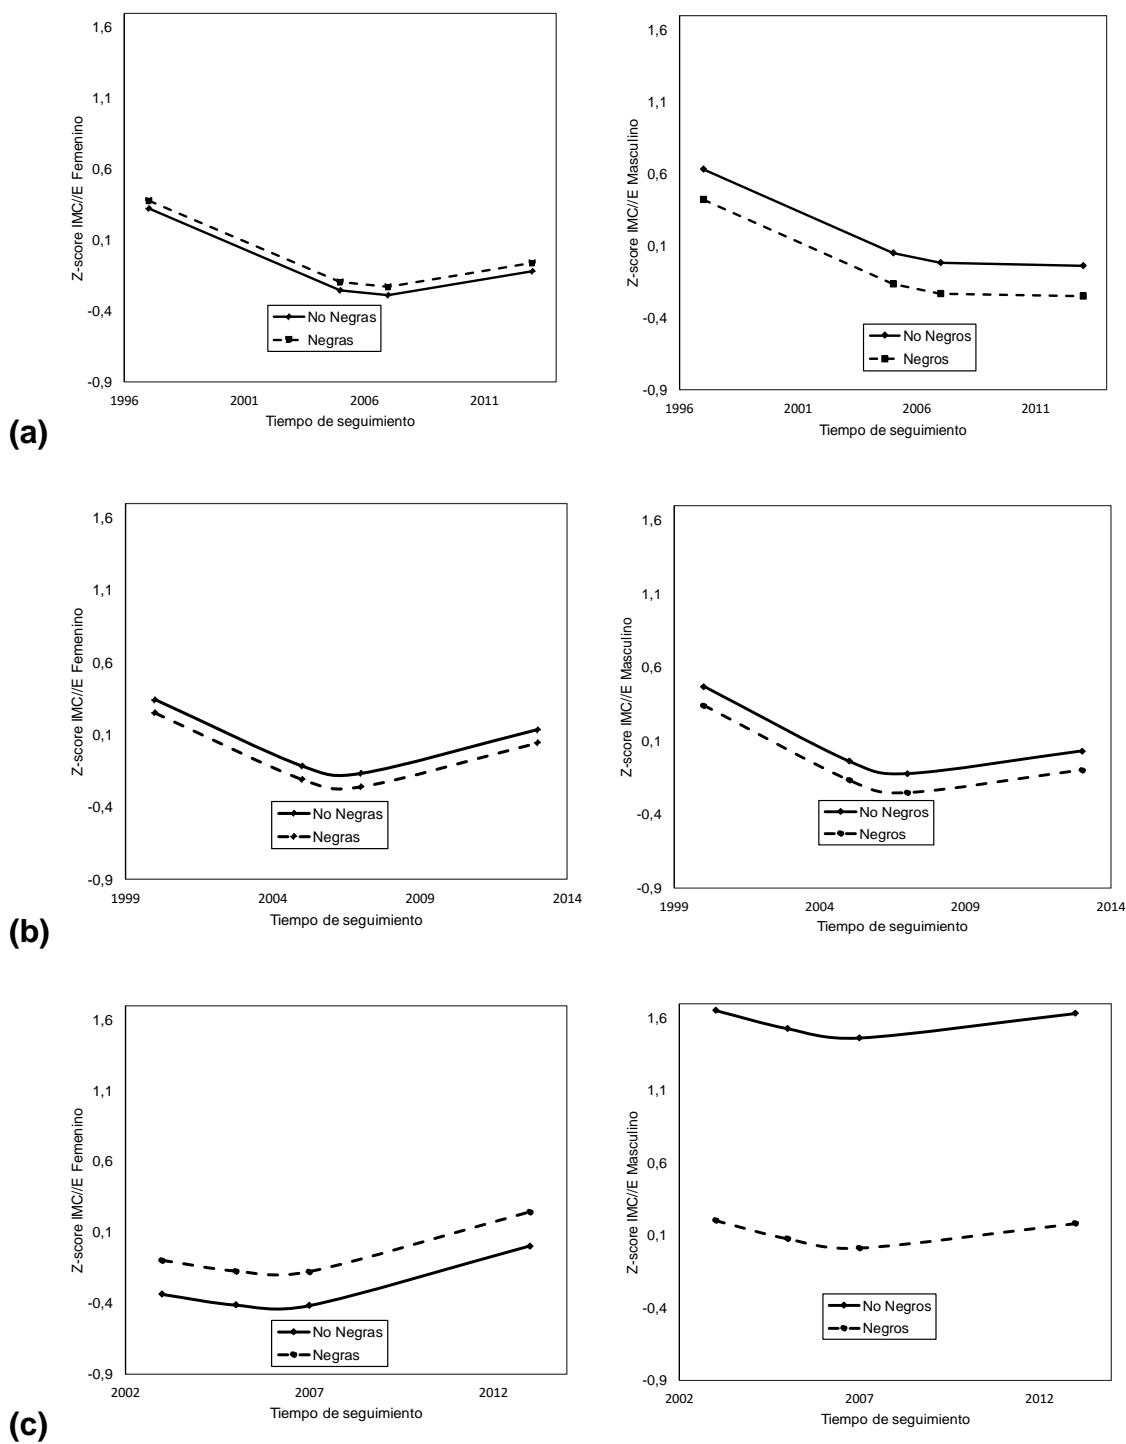 Z-score IMC//E Femenino
1,6
1,1
0,6
0,1
-0,4
-0,9
No Negras
Negras
1996 2001 2006 2011
Tiempo de seguimiento
Z-score IMC//E Masculino
1,6
1,1
0,6
0,1
-0,4
-0,9
No Negros
Negros
1996 2001 2006 2011
Tiempo de seguimiento
(a)
Z-score IMC//E Femenino
1,6
1,1
0,6
0,1
-0,4
-0,9
No Negras
Negras
1999 2004 2009 2014
Tiempo de seguimiento
Z-score IMC//E Masculino
1,6
1,1
0,6
0,1
-0,4
-0,9
No Negros
Negros
1999 2004 2009 2014
Tiempo de seguimiento
(b)
Z-score IMC//E Femenino
1,6
1,1
0,6
0,1
-0,4
-0,9
No Negras
Negras
2002 2007 2012
Tiempo de seguimiento
Z-score IMC//E Masculino
1,6
1,1
0,6
0,1
-0,4
-0,9
No Negros
Negros
2002 2007 2012
Tiempo de seguimiento
(c)